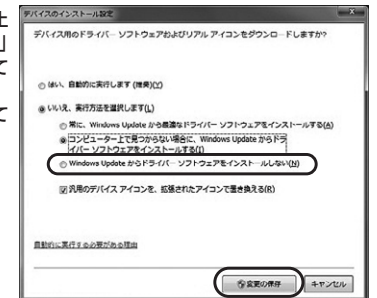 止
」
て
て
デバイスのインストール設定
デバイス用のドライバー ソフトウェアおよびリアル アイコンをダウンロードしますか?
はい、自動的に実行します (推奨)(Y)
いいえ、実行方法を選択します(L)
常に、Windows Update から最適なドライバー ソフトウェアをインストールする(A)
コンピューター上で見つからない場合に、Windows Update からドラ
イバー ソフトウェアをインストールする(I)
Windows Update からドライバー ソフトウェアをインストールしない(N)
汎用のデバイス アイコンを、拡張されたアイコンで置き換える(R)
自動的に実行する必要がある理由
変更の保存
キャンセル